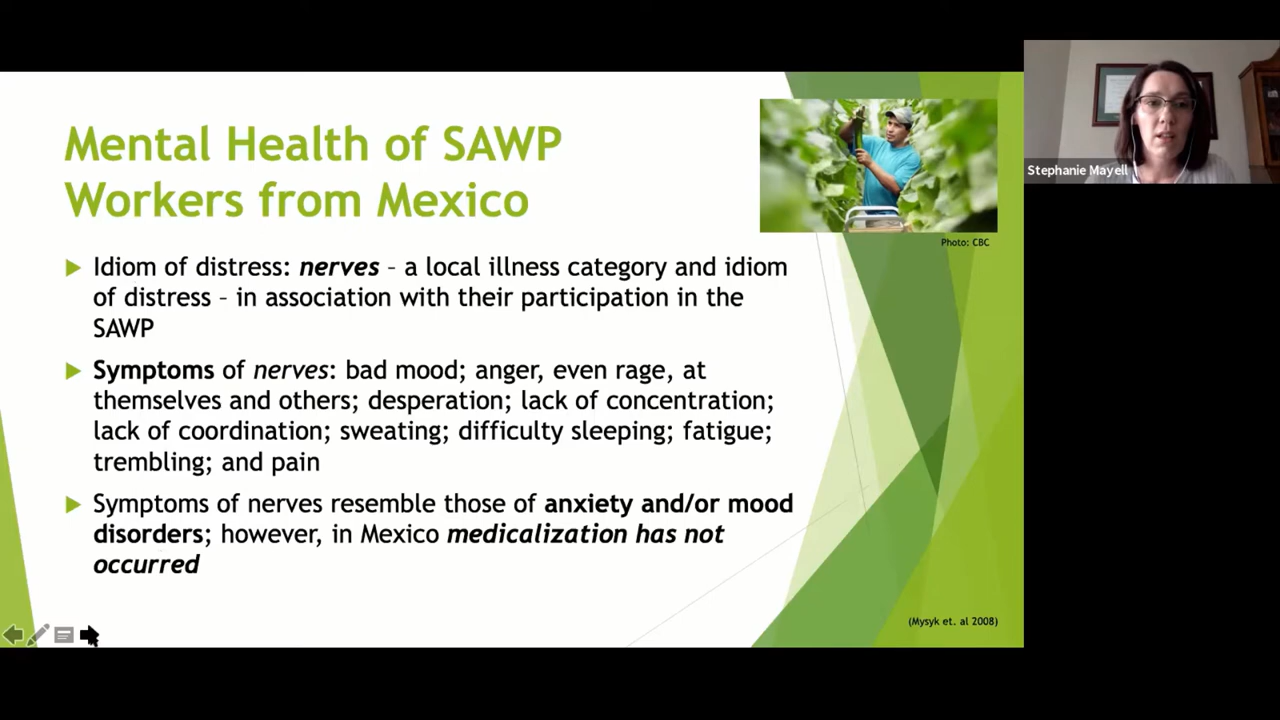 Mental Health of SAWP
Workers from Mexico
Photo: CBC
Stephanie Mayell
Idiom of distress: nerves – a local illness category and idiom
of distress – in association with their participation in the
SAWP
Symptoms of nerves: bad mood; anger, even rage, at
themselves and others; desperation; lack of concentration;
lack of coordination; sweating; difficulty sleeping; fatigue;
trembling; and pain
Symptoms of nerves resemble those of anxiety and/or mood
disorders; however, in Mexico medicalization has not
occurred
(Mysyk et. al 2008)